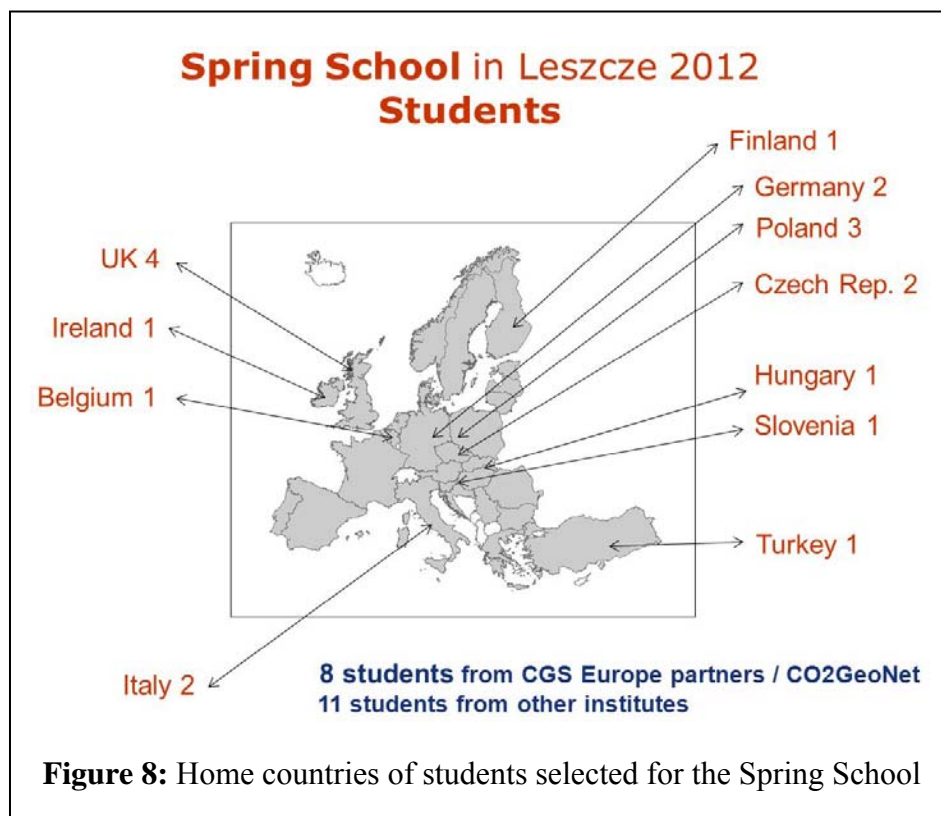 Spring School in Leszcze 2012
Students
Finland 1
Germany 2
Poland 3
Czech Rep. 2
Hungary 1
Slovenia 1
Turkey 1
UK 4
Ireland 1
Belgium 1
Italy 2
8 students from CGS Europe partners / CO2GeoNet
11 students from other institutes
Figure 8: Home countries of students selected for the Spring School